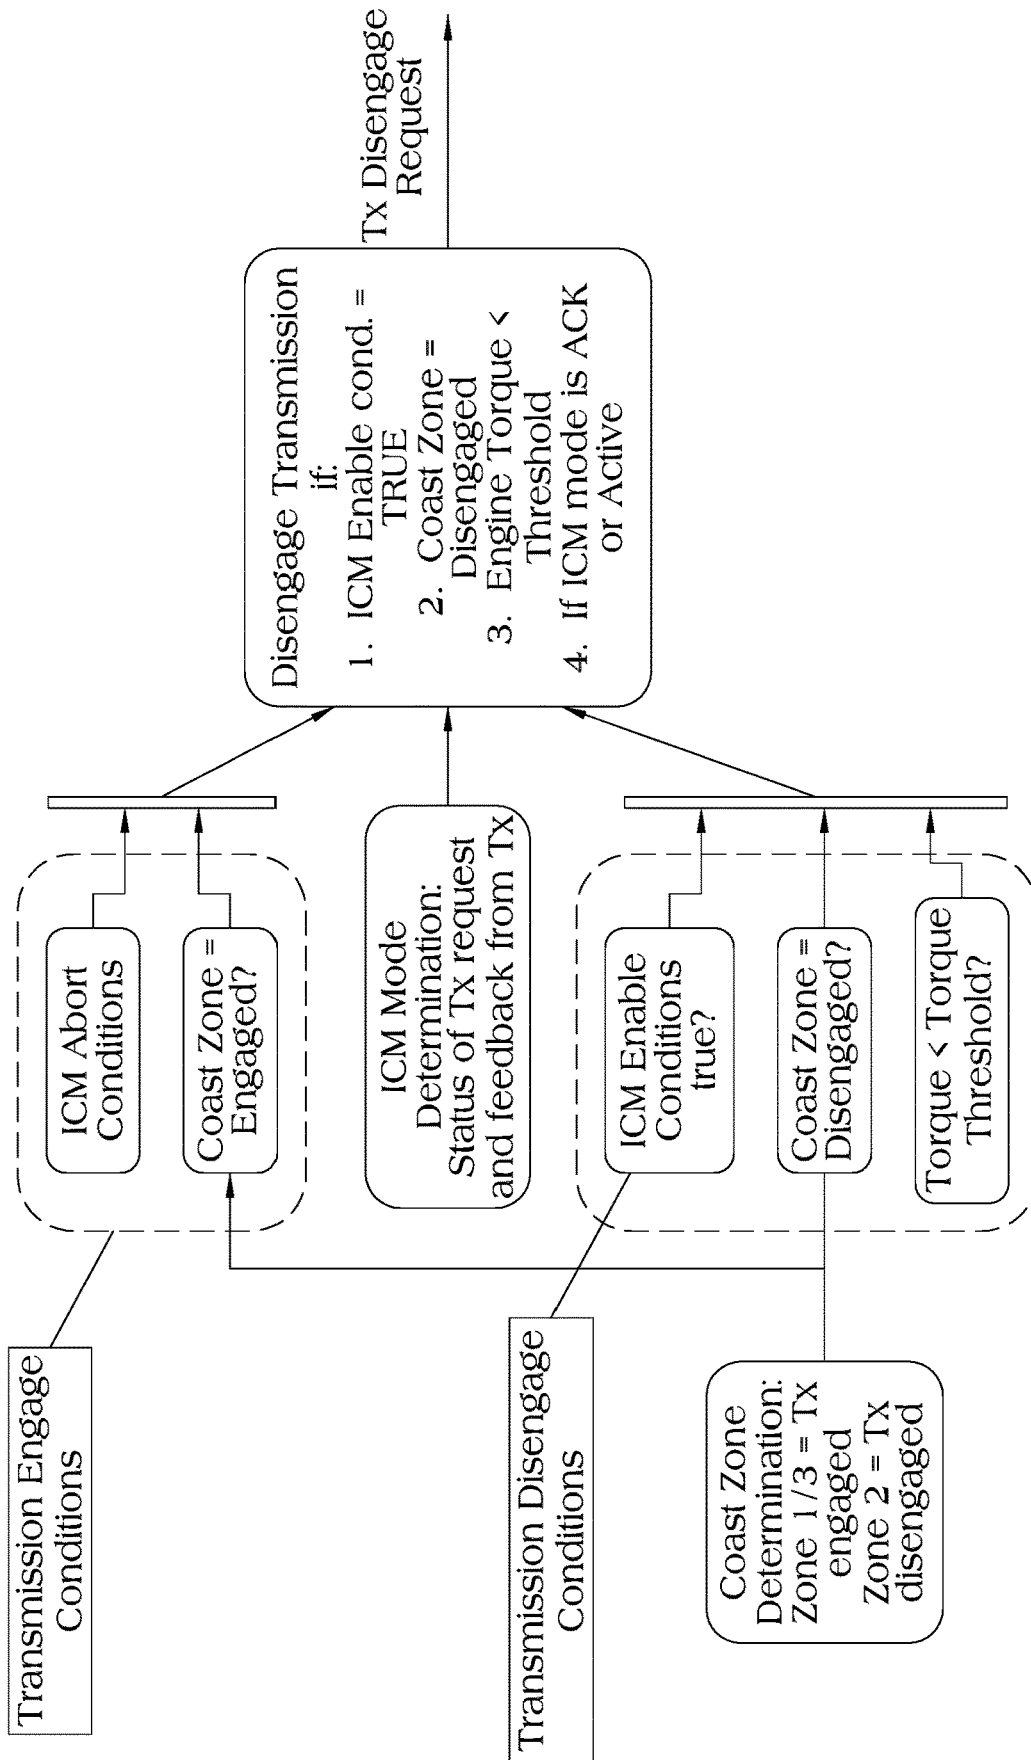 Transmission Engage
Conditions
ICM Abort
Conditions
Coast Zone =
Engaged?
ICM Mode
Determination:
Status of Tx request
and feedback from Tx
Transmission Disengage
Conditions
ICM Enable
Conditions
true?
Coast Zone =
Disengaged?
Torque < Torque
Threshold?
Coast Zone
Determination:
Zone 1/3 = Tx
engaged
Zone 2 = Tx
disengaged
Disengage Transmission
if:
1. ICM Enable cond. =
TRUE
2. Coast Zone =
Disengaged
3. Engine Torque <
Threshold
4. If ICM mode is ACK
or Active
Tx Disengage
Request